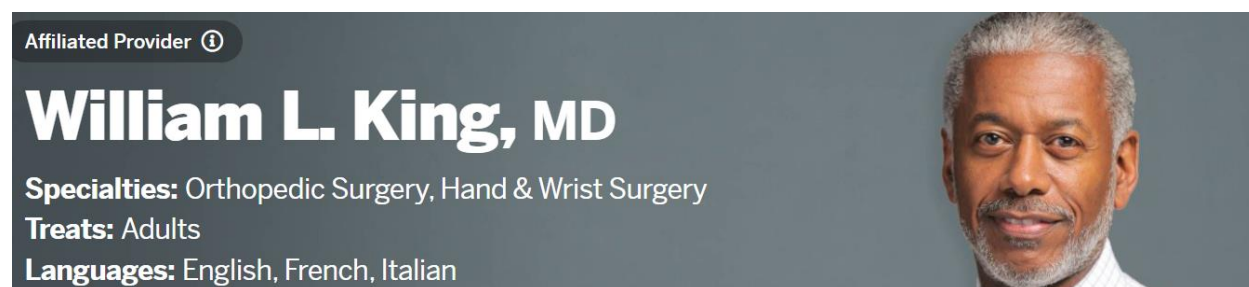 Affiliated Provider
William L. King, MD
Specialties: Orthopedic Surgery, Hand & Wrist Surgery
Treats: Adults
Languages: English, French, Italian